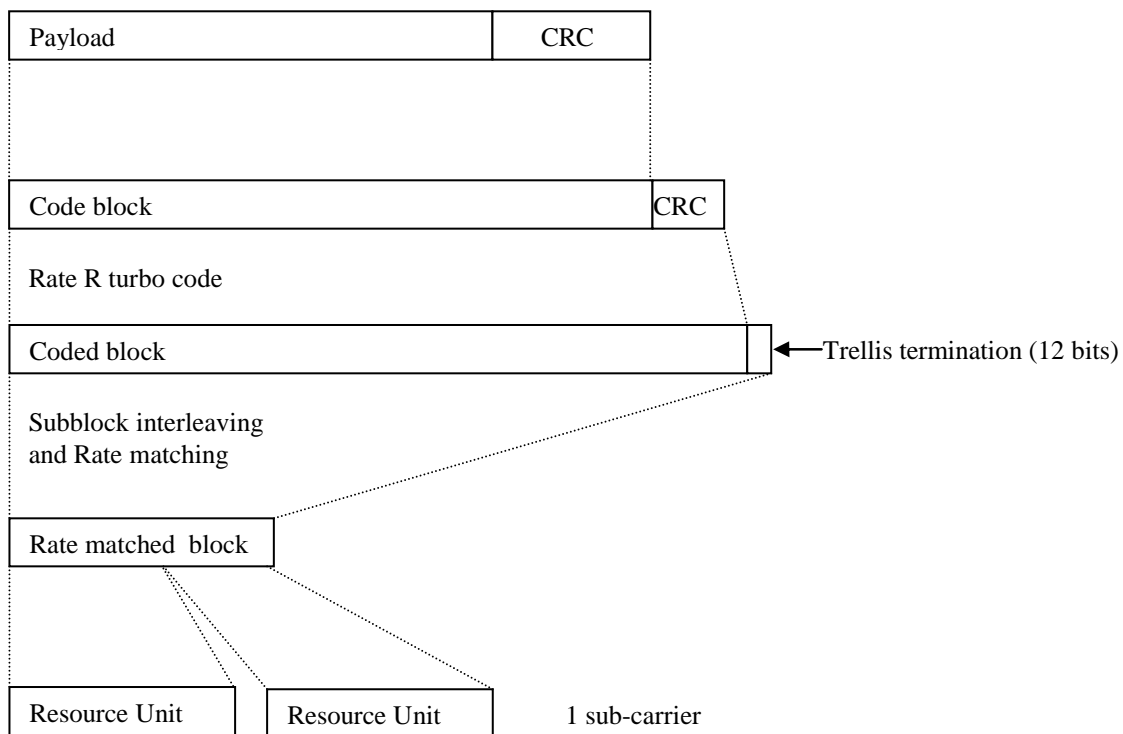 Payload
CRC
Code block
CRC
Rate R turbo code
Coded block
Trellis termination (12 bits)
Subblock interleaving
and Rate matching
Rate matched block
Resource Unit
Resource Unit
1 sub-carrier